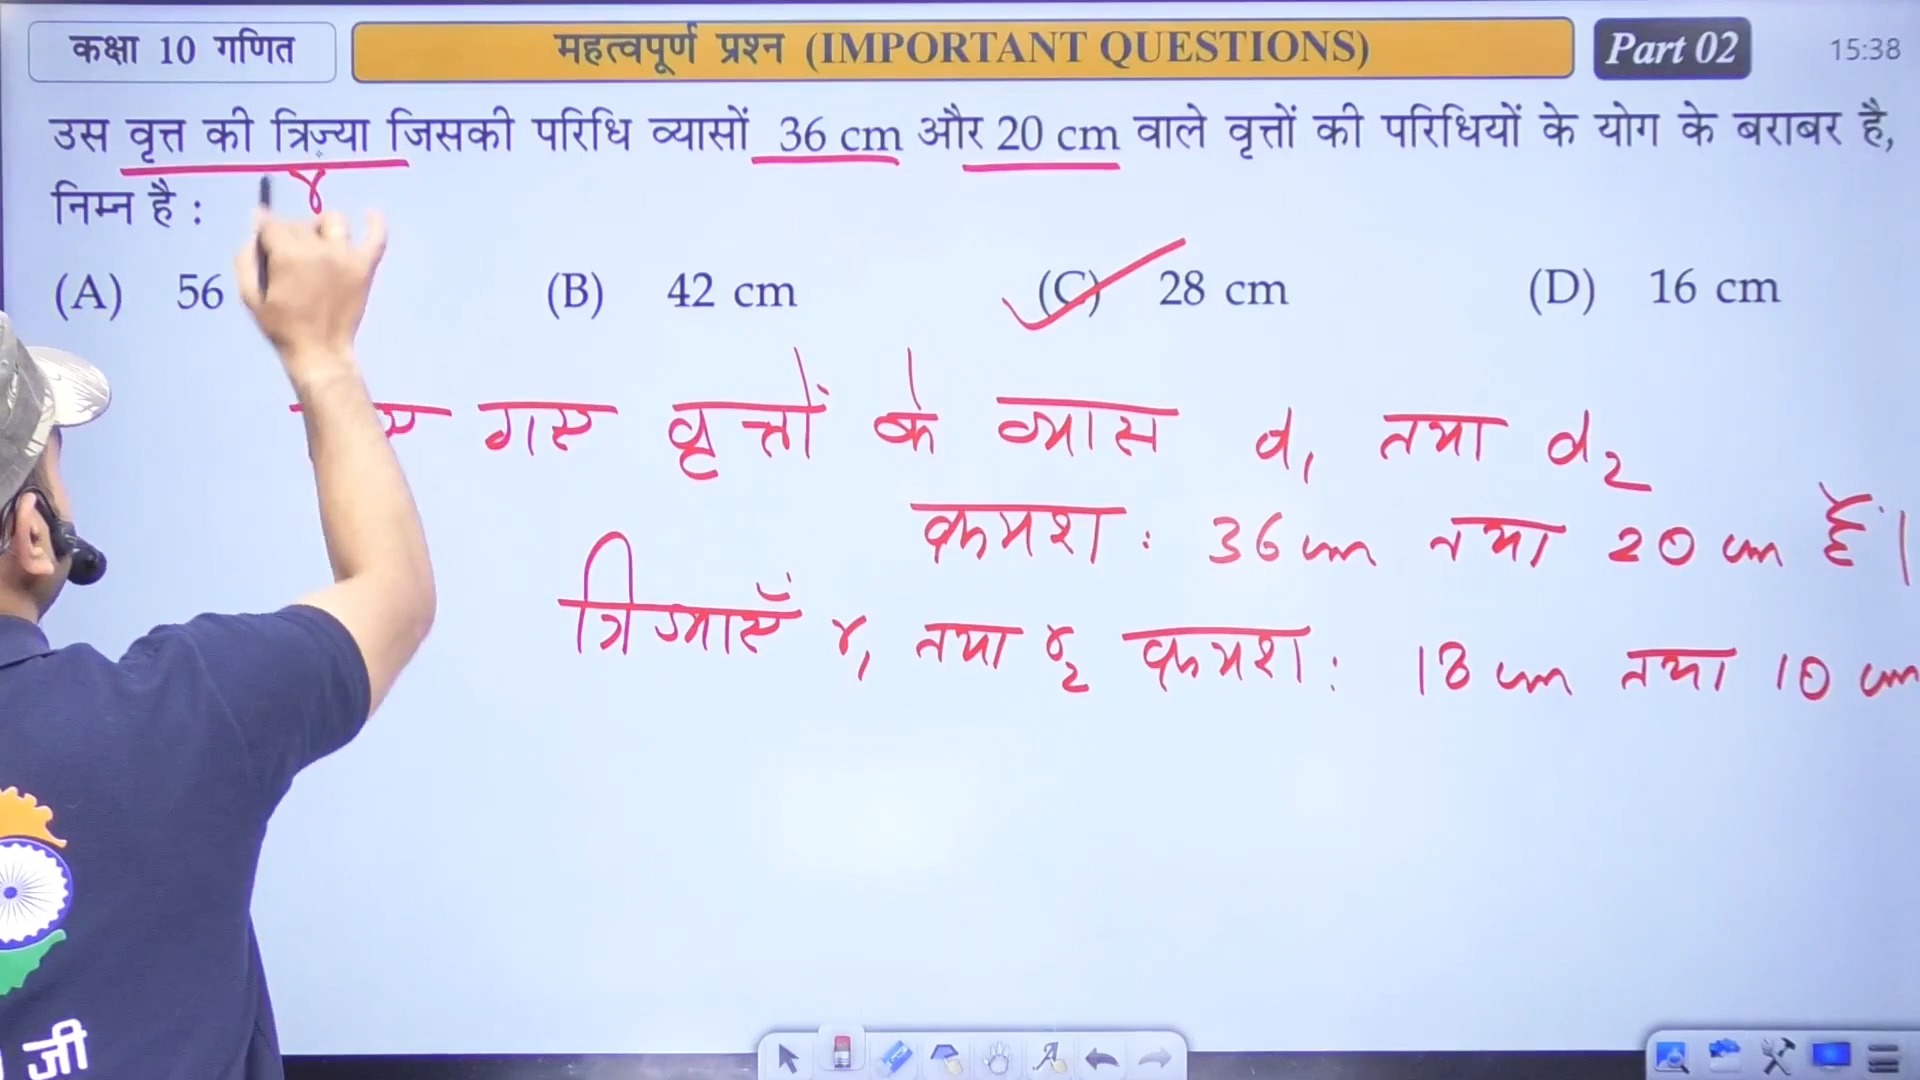 कक्षा 10 गणित
महत्वपूर्ण प्रश्न (IMPORTANT QUESTIONS)
Part 02
15:38
उस वृत्त की त्रिज्या जिसकी परिधि व्यासों 36 cm और 20 cm वाले वृत्तों की परिधियों के योग के बराबर है,
निम्न है :
r
(A) 56
(B) 42 cm
(C) 28 cm
(D) 16 cm
गए वृत्तों के व्यास d₁ तथा d₂
क्रमश: 36 cm तथा 20 cm हैं।
त्रिज्याएँ r₁ तथा r₂ क्रमश: 18 cm तथा 10 cm
जी